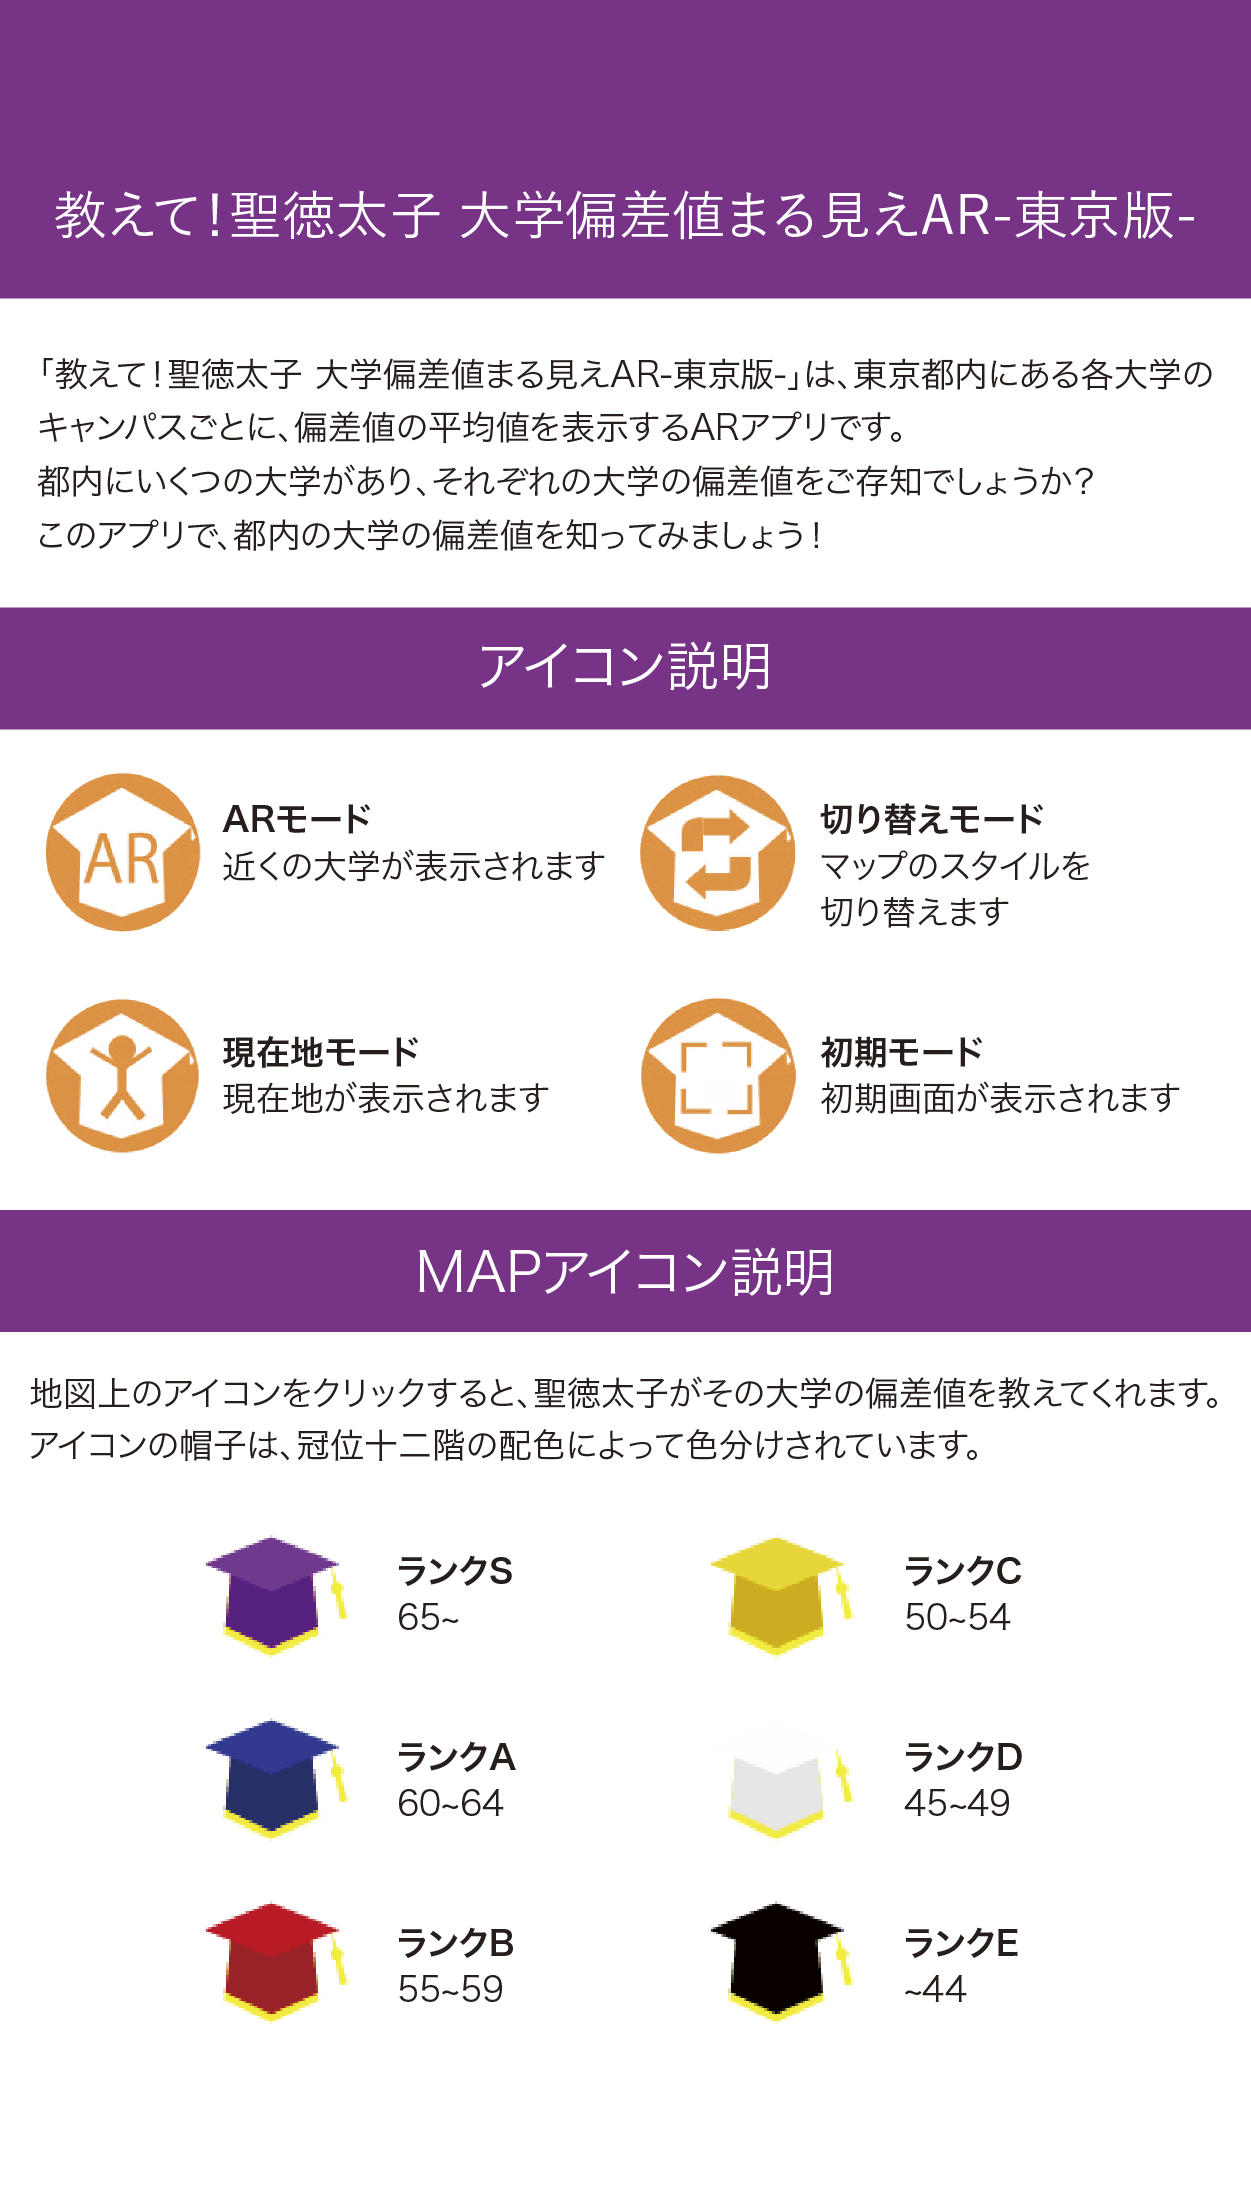 教えて！聖徳太子 大学偏差値まる見えAR-東京版-
「教えて！聖徳太子 大学偏差値まる見えAR-東京版-」は、東京都内にある各大学の
キャンパスごとに、偏差値の平均値を表示するARアプリです。
都内にいくつの大学があり、それぞれの大学の偏差値をご存知でしょうか？
このアプリで、都内の大学の偏差値を知ってみましょう！
アイコン説明
AR
ARモード
近くの大学が表示されます
切り替えモード
マップのスタイルを
切り替えます
現在地モード
現在地が表示されます
初期モード
初期画面が表示されます
MAPアイコン説明
地図上のアイコンをクリックすると、聖徳太子がその大学の偏差値を教えてくれます。
アイコンの帽子は、冠位十二階の配色によって色分けされています。
ランクS
65~
ランクC
50~54
ランクA
60~64
ランクD
45~49
ランクB
55~59
ランクE
~44